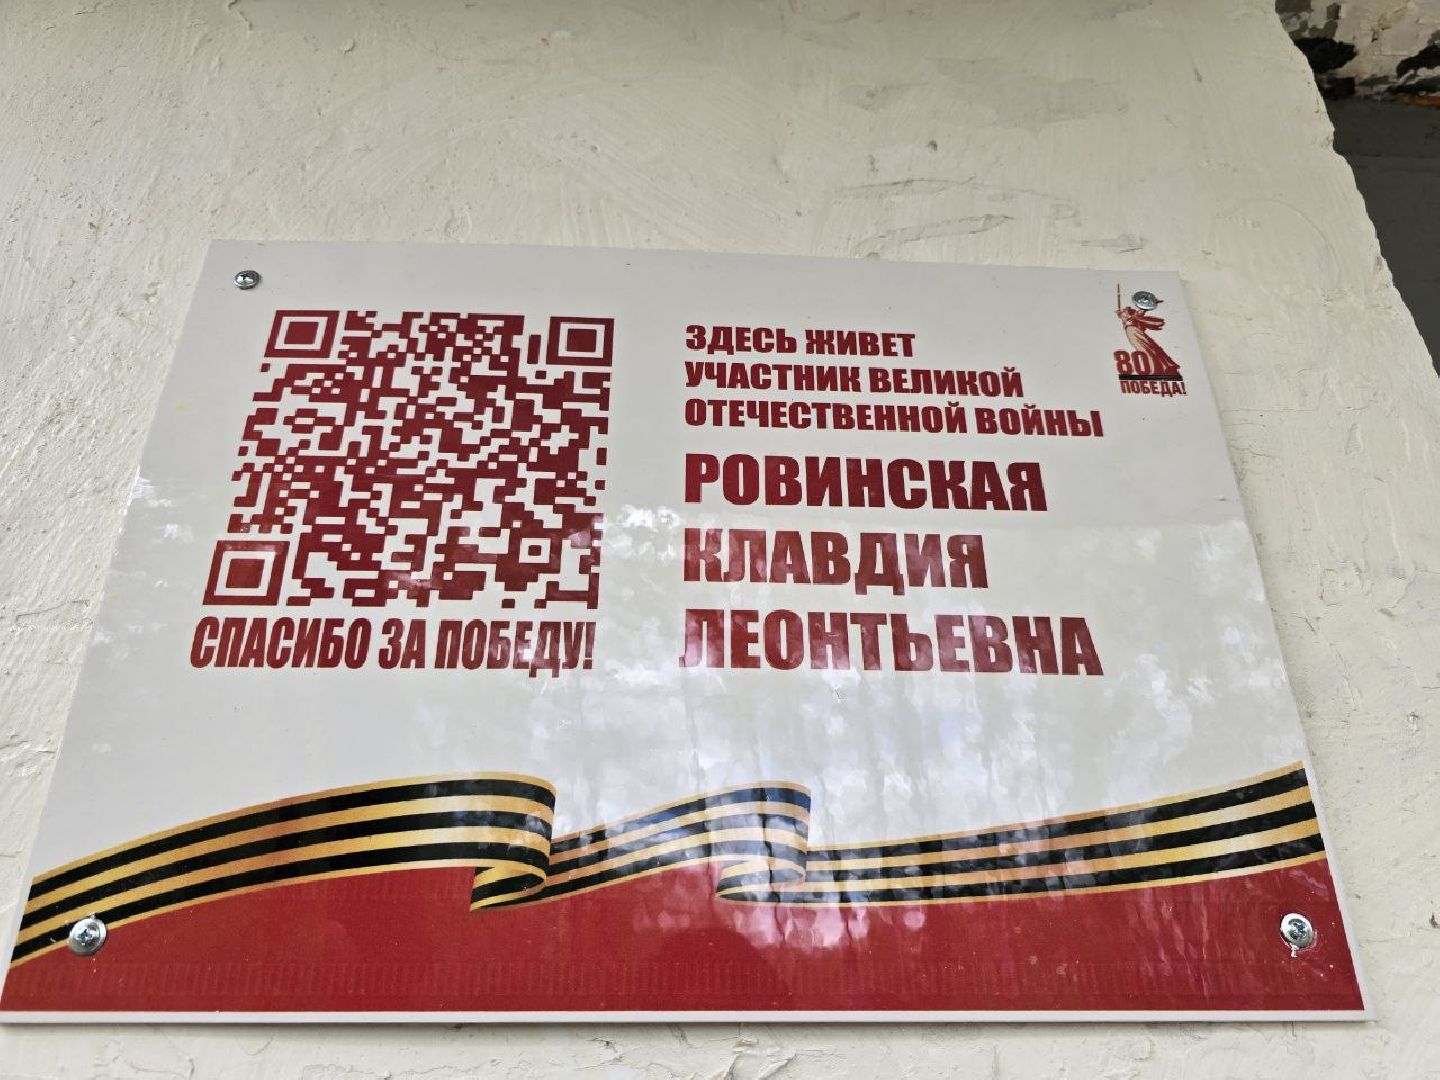 ЗДЕСЬ ЖИВЕТ
УЧАСТНИК ВЕЛИКОЙ
ОТЕЧЕСТВЕННОЙ ВОЙНЫ
РОВИНСКАЯ
КЛАВДИЯ
ЛЕОНТЬЕВНА
СПАСИБО ЗА ПОБЕДУ!
80
ПОБЕДА!